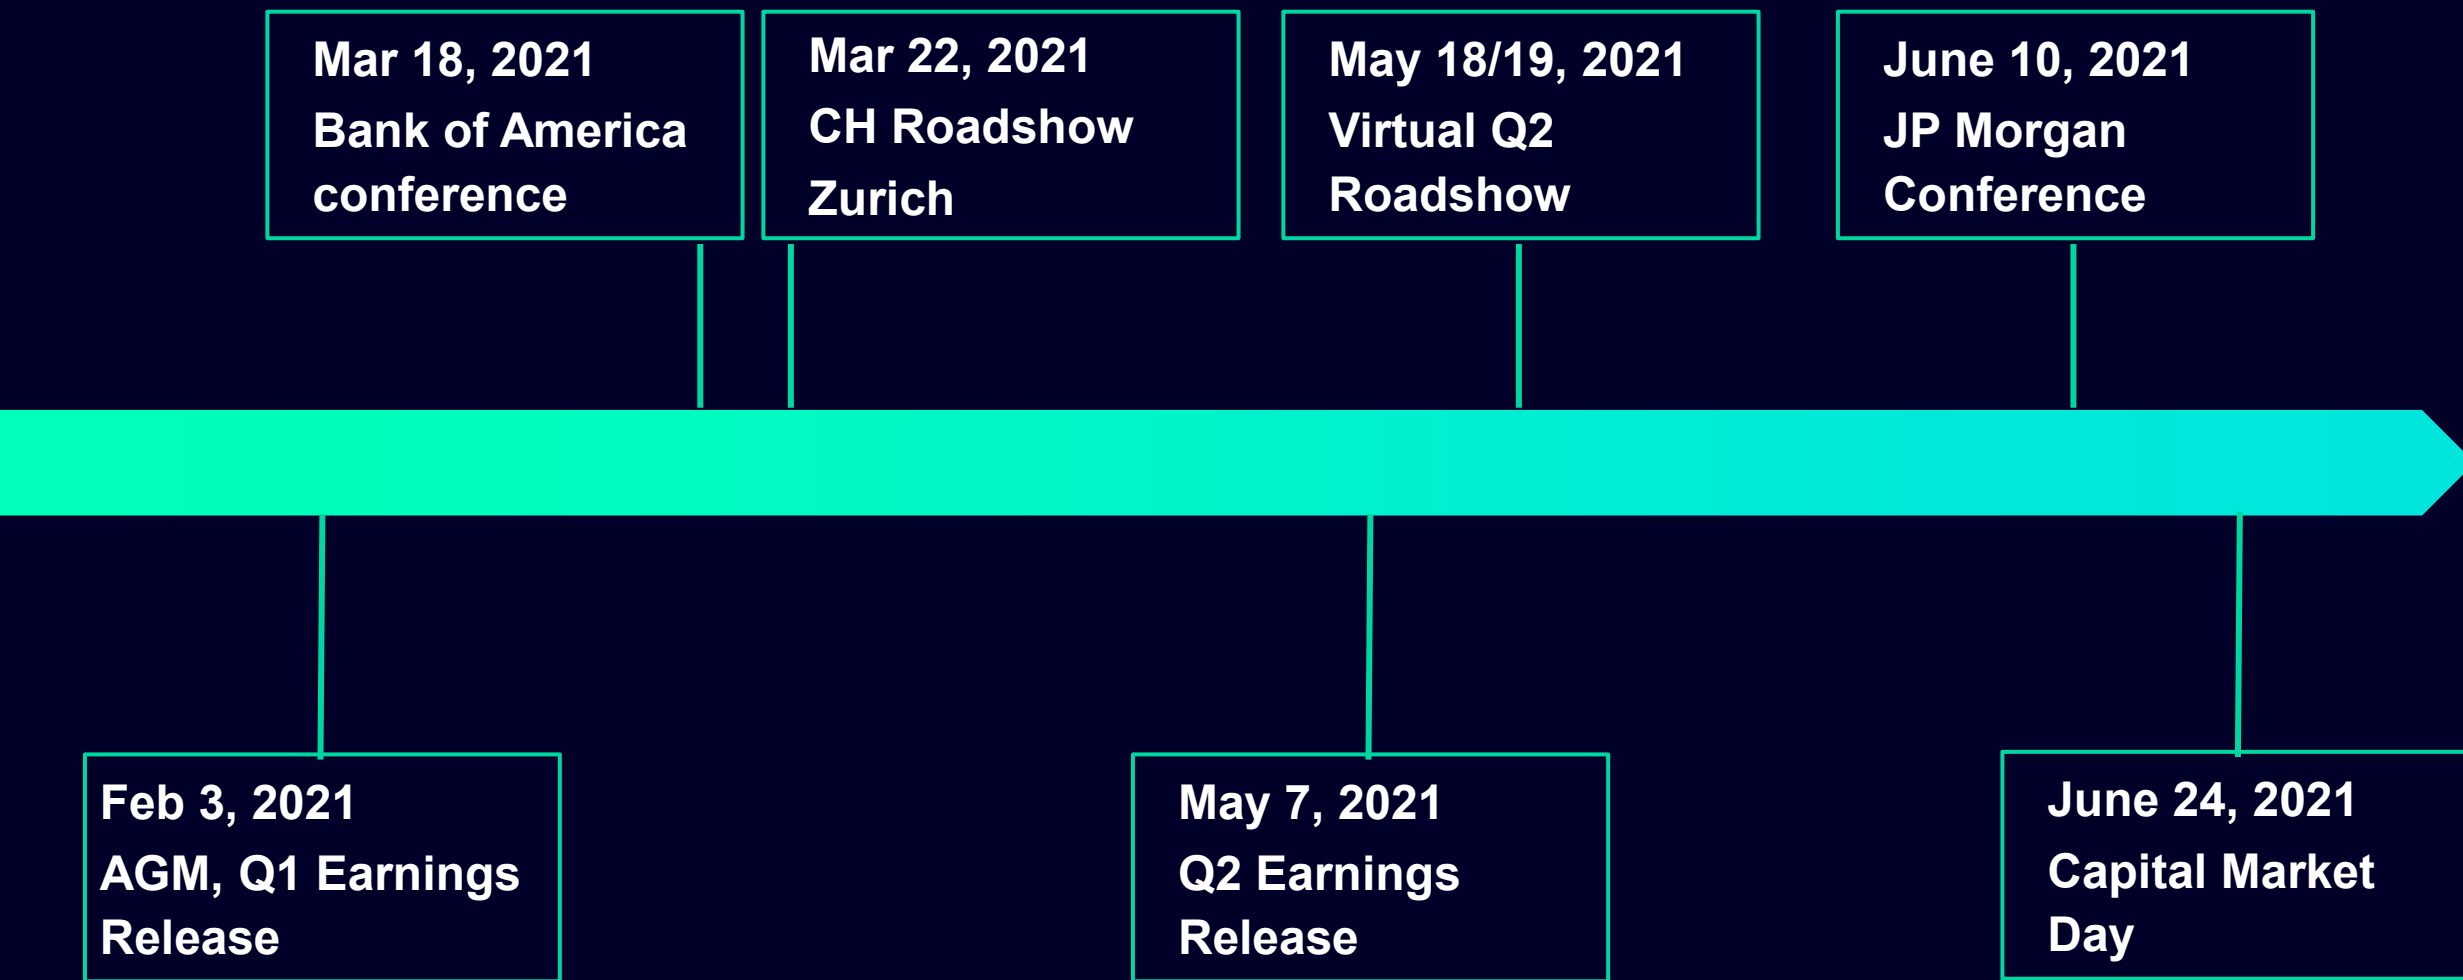 Mar 18, 2021
Bank of America
conference
Mar 22, 2021
CH Roadshow
Zurich
May 18/19, 2021
Virtual Q2
Roadshow
June 10, 2021
JP Morgan
Conference
Feb 3, 2021
AGM, Q1 Earnings
Release
May 7, 2021
Q2 Earnings
Release
June 24, 2021
Capital Market
Day